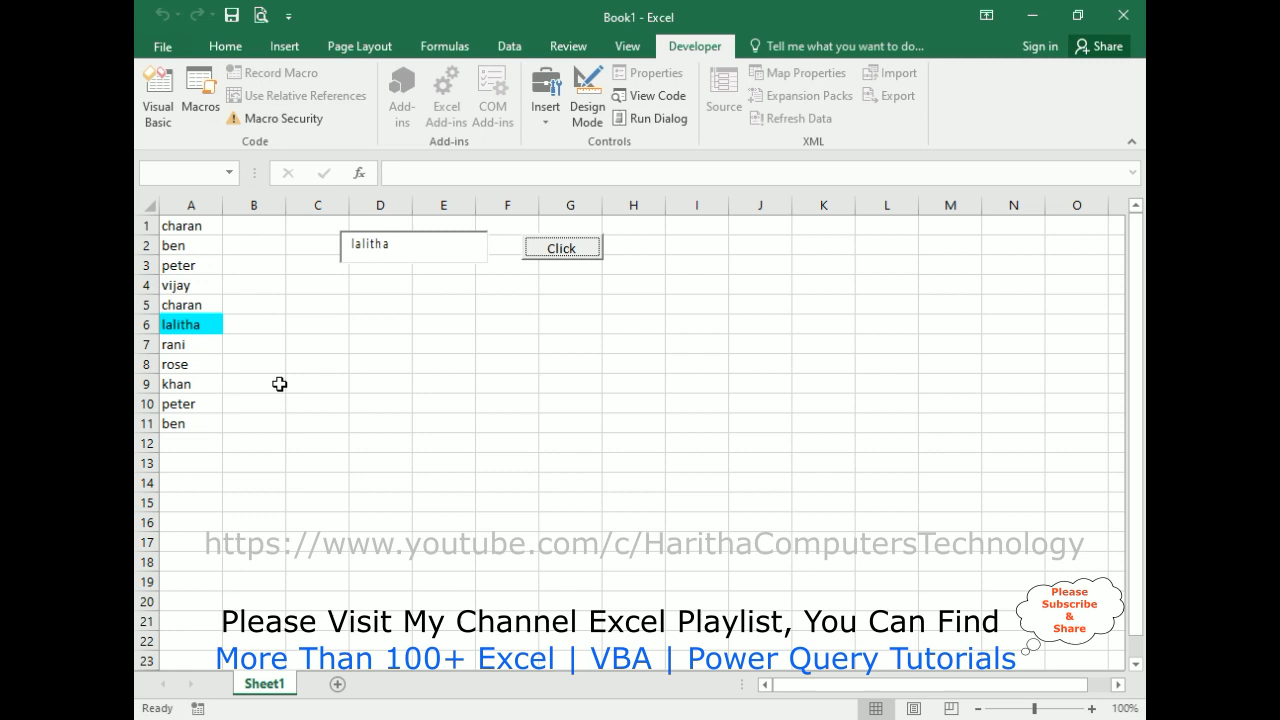 Book1 - Excel
File Home Insert Page Layout Formulas Data Review View Developer Tell me what you want to do... Sign in Share
Visual Basic
Macros
Record Macro
Use Relative References
Macro Security
Code
Add-ins
Excel Add-ins
COM Add-ins
Add-ins
Insert
Design Mode
Properties
View Code
Run Dialog
Controls
Source
Map Properties
Expansion Packs
Refresh Data
Import
Export
XML
fx
A B C D E F G H I J K L M N O
1 charan
2 ben
3 peter
4 vijay
5 charan
6 lalitha
7 rani
8 rose
9 khan
10 peter
11 ben
12
13
14
15
16
17
18
19
20
21
22
23
lalitha
Click
https://www.youtube.com/c/HarithaComputersTechnology
Please Visit My Channel Excel Playlist, You Can Find
More Than 100+ Excel | VBA | Power Query Tutorials
Please
Subscribe
&
Share
Sheet1
Ready
100%